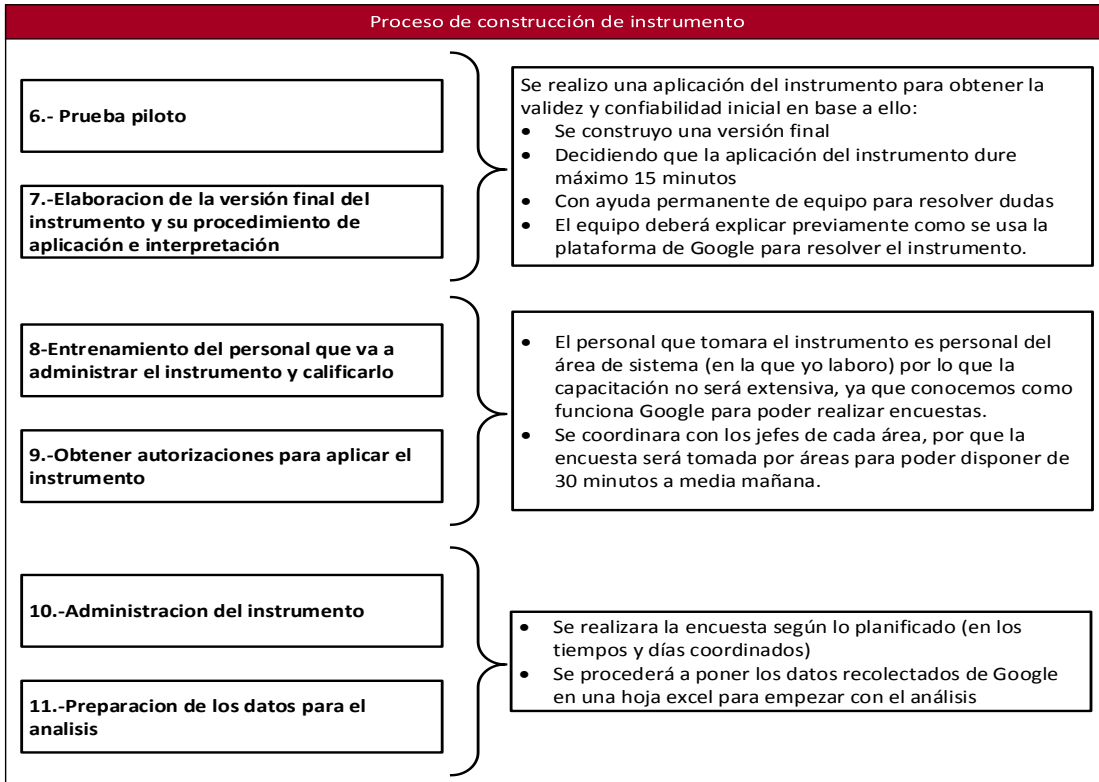 Proceso de construcción de instrumento
6.- Prueba piloto
7.-Elaboracion de la versión final del
instrumento y su procedimiento de
aplicación e interpretación
Se realizo una aplicación del instrumento para obtener la
validez y confiabilidad inicial en base a ello:
• Se construyo una versión final
• Decidiendo que la aplicación del instrumento dure
máximo 15 minutos
• Con ayuda permanente de equipo para resolver dudas
• El equipo deberá explicar previamente como se usa la
plataforma de Google para resolver el instrumento.
8-Entrenamiento del personal que va a
administrar el instrumento y calificarlo
9.-Obtener autorizaciones para aplicar el
instrumento
• El personal que tomara el instrumento es personal del
área de sistema (en la que yo laboro) por lo que la
capacitación no será extensiva, ya que conocemos como
funciona Google para poder realizar encuestas.
• Se coordinara con los jefes de cada área, por que la
encuesta será tomada por áreas para poder disponer de
30 minutos a media mañana.
10.-Administracion del instrumento
11.-Preparacion de los datos para el
analisis
• Se realizara la encuesta según lo planificado (en los
tiempos y días coordinados)
• Se procederá a poner los datos recolectados de Google
en una hoja excel para empezar con el análisis